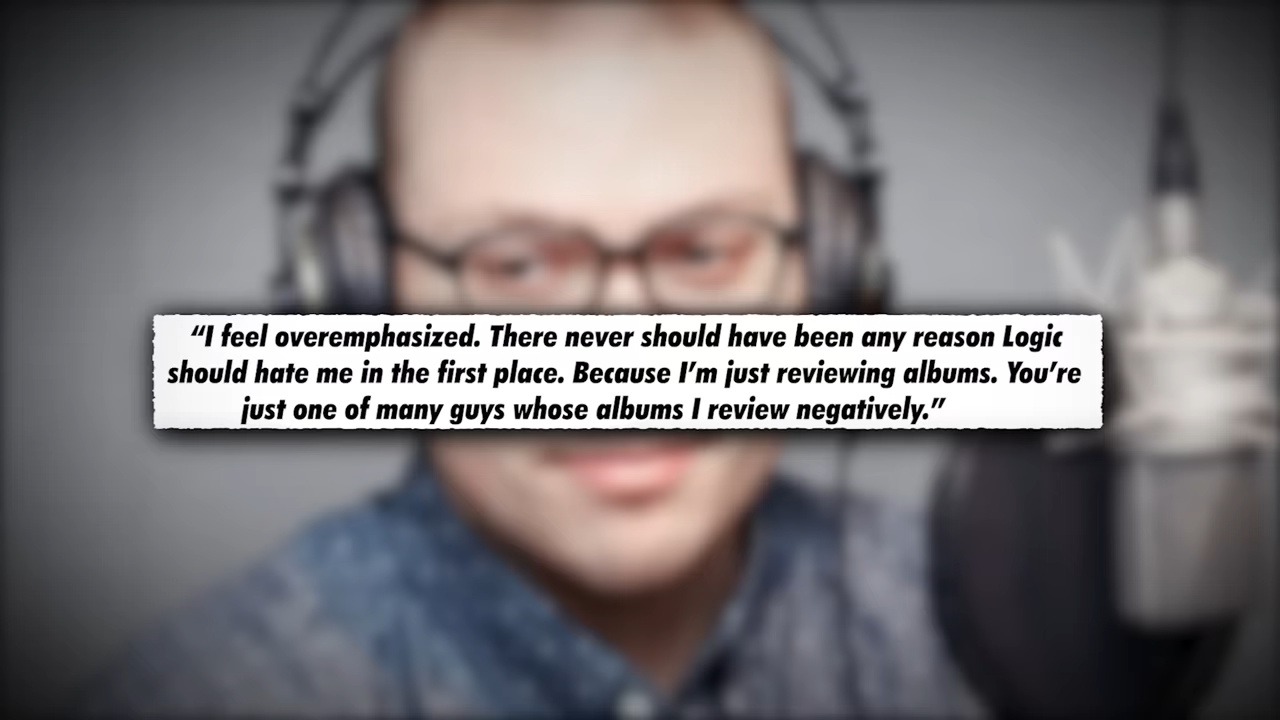 “I feel overemphasized. There never should have been any reason Logic
should hate me in the first place. Because I’m just reviewing albums. You’re
just one of many guys whose albums I review negatively.”